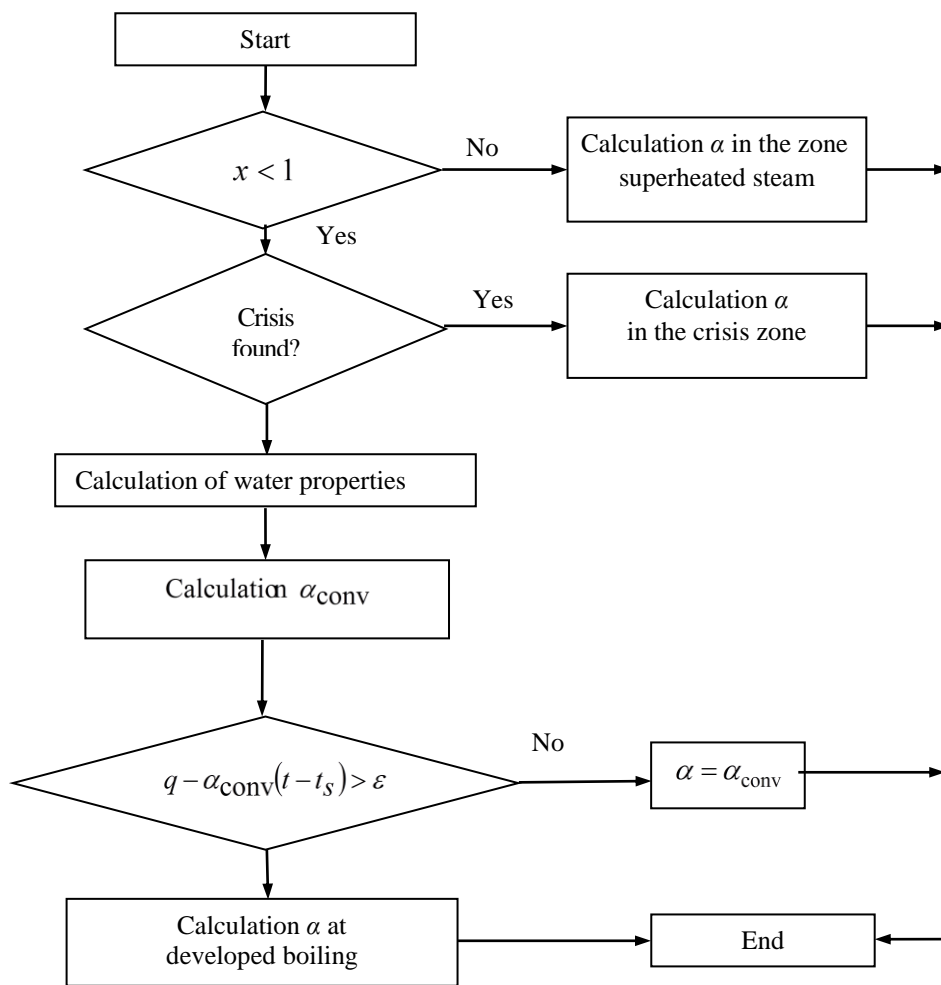 Start
x < 1
No
Calculation α in the zone
superheated steam
Yes
Crisis
found?
Yes
Calculation α
in the crisis zone
Calculation of water properties
Calculation α_conv
q − α_conv(t − t_s) > ε
No
α = α_conv
Calculation α at
developed boiling
End